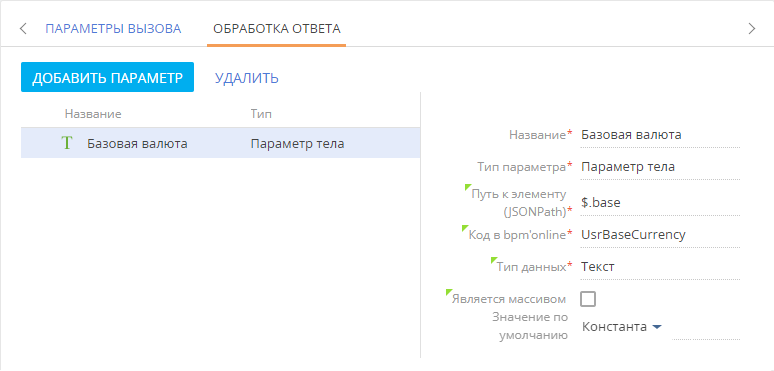 ПАРАМЕТРЫ ВЫЗОВА ОБРАБОТКА ОТВЕТА
ДОБАВИТЬ ПАРАМЕТР УДАЛИТЬ
Название Тип
T Базовая валюта Параметр тела
Название* Базовая валюта
Тип параметра* Параметр тела
Путь к элементу
(JSONPath)* $.base
Код в bpm'online* UsrBaseCurrency
Тип данных* Текст
Является массивом
Значение по
умолчанию Константа